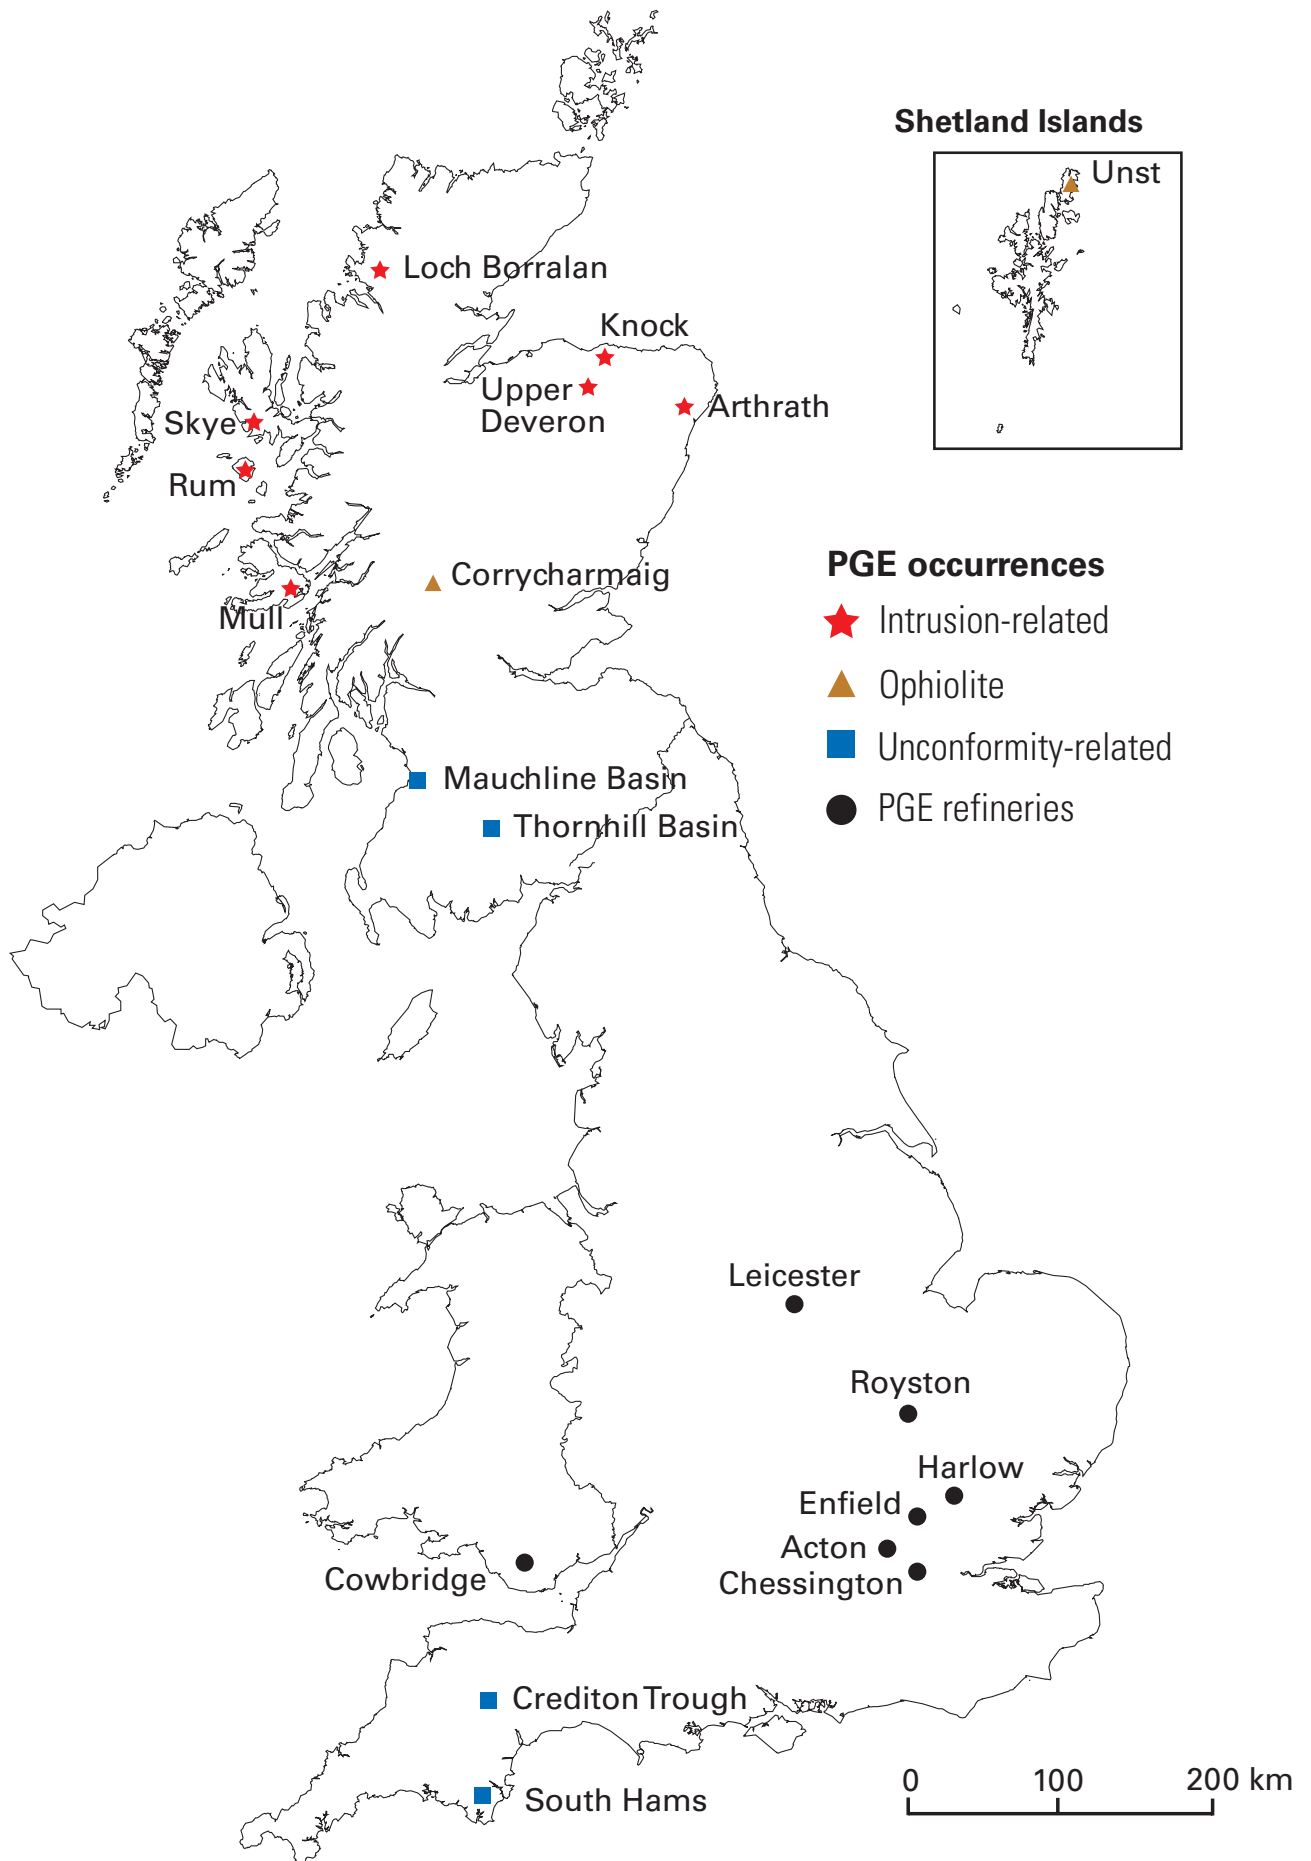 Shetland Islands
Unst
Loch Borralan
Knock
Upper
Deveron
Arthrath
Skye
Rum
Corrycharmaig
Mull
PGE occurrences
Intrusion-related
Ophiolite
Unconformity-related
PGE refineries
Mauchline Basin
Thornhill Basin
Leicester
Royston
Harlow
Enfield
Acton
Chessington
Cowbridge
Crediton Trough
South Hams
0 100 200 km